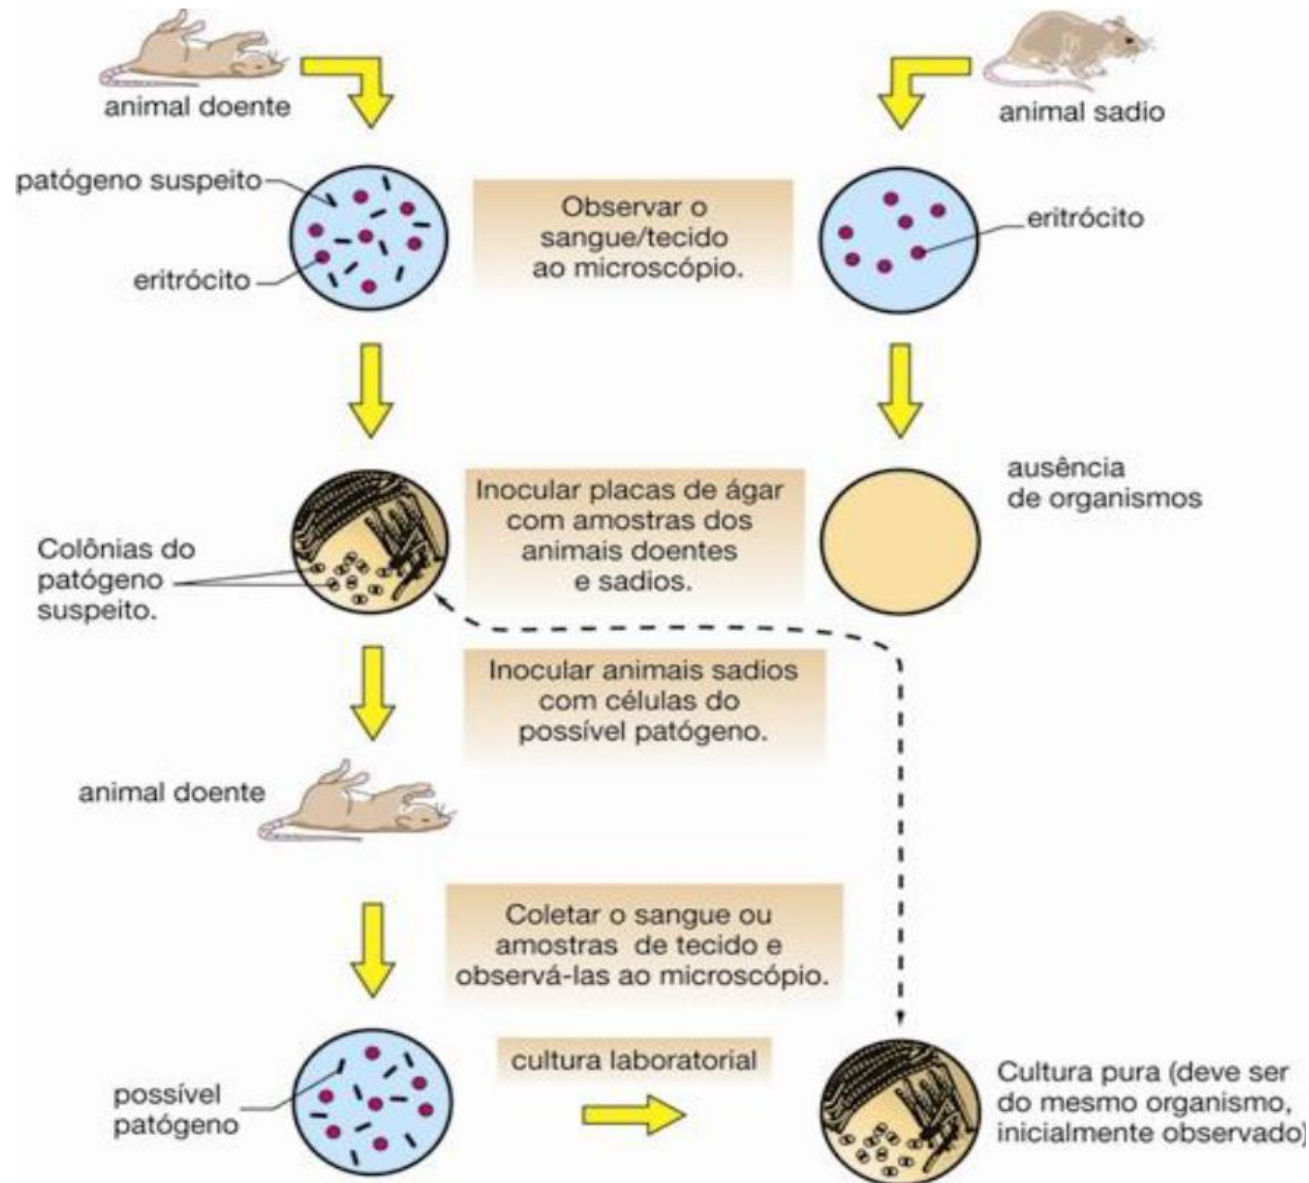 animal doente
animal sadio
patógeno suspeito
eritrócito
Observar o
sangue/tecido
ao microscópio.
eritrócito
Colônias do
patógeno
suspeito.
Inocular placas de ágar
com amostras dos
animais doentes
e sadios.
ausência
de organismos
Inocular animais sadios
com células do
possível patógeno.
animal doente
Coletar o sangue ou
amostras de tecido e
observá-las ao microscópio.
possível
patógeno
cultura laboratorial
Cultura pura (deve ser
do mesmo organismo,
inicialmente observado)